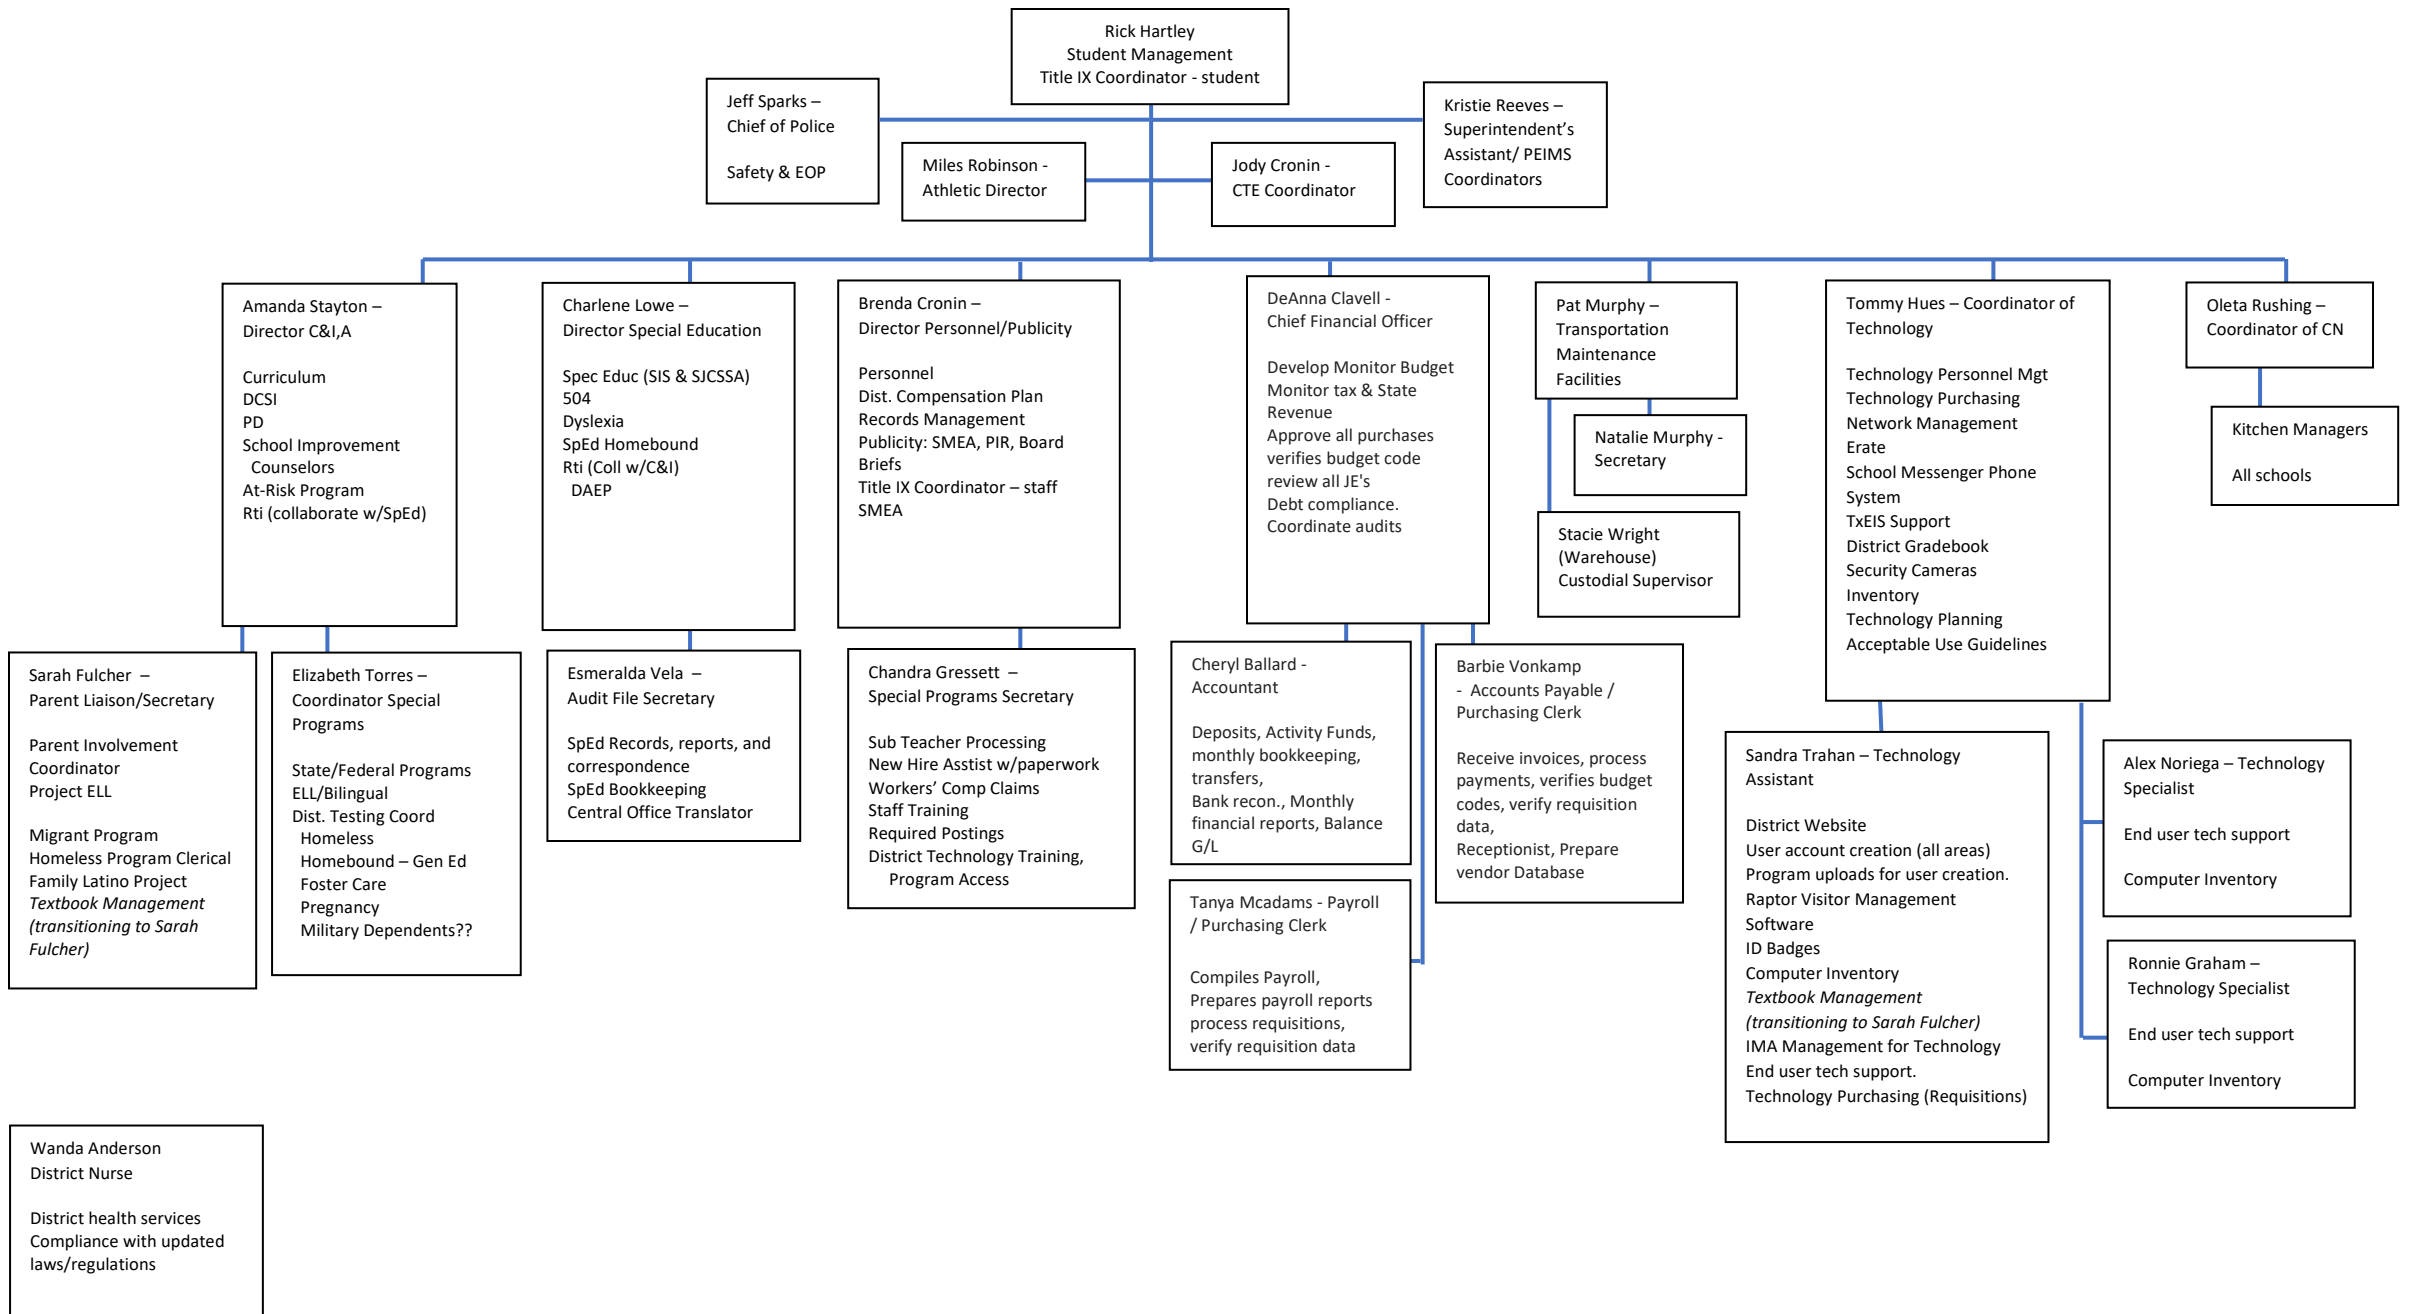 Rick Hartley
Student Management
Title IX Coordinator - student
Jeff Sparks –
Chief of Police
Safety & EOP
Kristie Reeves –
Superintendent’s
Assistant/ PEIMS
Coordinators
Miles Robinson -
Athletic Director
Jody Cronin -
CTE Coordinator
Amanda Stayton –
Director C&I,A
Curriculum
DCSI
PD
School Improvement
Counselors
At-Risk Program
Rti (collaborate w/SpEd)
Charlene Lowe –
Director Special Education
Spec Educ (SIS & SJCSSA)
504
Dyslexia
SpEd Homebound
Rti (Coll w/C&I)
DAEP
Brenda Cronin –
Director Personnel/Publicity
Personnel
Dist. Compensation Plan
Records Management
Publicity: SMEA, PIR, Board
Briefs
Title IX Coordinator – staff
SMEA
DeAnna Clavell -
Chief Financial Officer
Develop Monitor Budget
Monitor tax & State
Revenue
Approve all purchases
verifies budget code
review all JE's
Debt compliance.
Coordinate audits
Pat Murphy –
Transportation
Maintenance
Facilities
Natalie Murphy -
Secretary
Stacie Wright
(Warehouse)
Custodial Supervisor
Tommy Hues – Coordinator of
Technology
Technology Personnel Mgt
Technology Purchasing
Network Management
Erate
School Messenger Phone
System
TxEIS Support
District Gradebook
Security Cameras
Inventory
Technology Planning
Acceptable Use Guidelines
Oleta Rushing –
Coordinator of CN
Kitchen Managers
All schools
Sarah Fulcher –
Parent Liaison/Secretary
Parent Involvement
Coordinator
Project ELL
Migrant Program
Homeless Program Clerical
Family Latino Project
Textbook Management
(transitioning to Sarah
Fulcher)
Elizabeth Torres –
Coordinator Special
Programs
State/Federal Programs
ELL/Bilingual
Dist. Testing Coord
Homeless
Homebound – Gen Ed
Foster Care
Pregnancy
Military Dependents??
Esmeralda Vela –
Audit File Secretary
SpEd Records, reports, and
correspondence
SpEd Bookkeeping
Central Office Translator
Chandra Gressett –
Special Programs Secretary
Sub Teacher Processing
New Hire Asstist w/paperwork
Workers’ Comp Claims
Staff Training
Required Postings
District Technology Training,
Program Access
Cheryl Ballard -
Accountant
Deposits, Activity Funds,
monthly bookkeeping,
transfers,
Bank recon., Monthly
financial reports, Balance
G/L
Barbie Vonkamp
- Accounts Payable /
Purchasing Clerk
Receive invoices, process
payments, verifies budget
codes, verify requisition
data,
Receptionist, Prepare
vendor Database
Tanya Mcadams - Payroll
/ Purchasing Clerk
Compiles Payroll,
Prepares payroll reports
process requisitions,
verify requisition data
Sandra Trahan – Technology
Assistant
District Website
User account creation (all areas)
Program uploads for user creation.
Raptor Visitor Management
Software
ID Badges
Computer Inventory
Textbook Management
(transitioning to Sarah Fulcher)
IMA Management for Technology
End user tech support.
Technology Purchasing (Requisitions)
Alex Noriega – Technology
Specialist
End user tech support
Computer Inventory
Ronnie Graham –
Technology Specialist
End user tech support
Computer Inventory
Wanda Anderson
District Nurse
District health services
Compliance with updated
laws/regulations